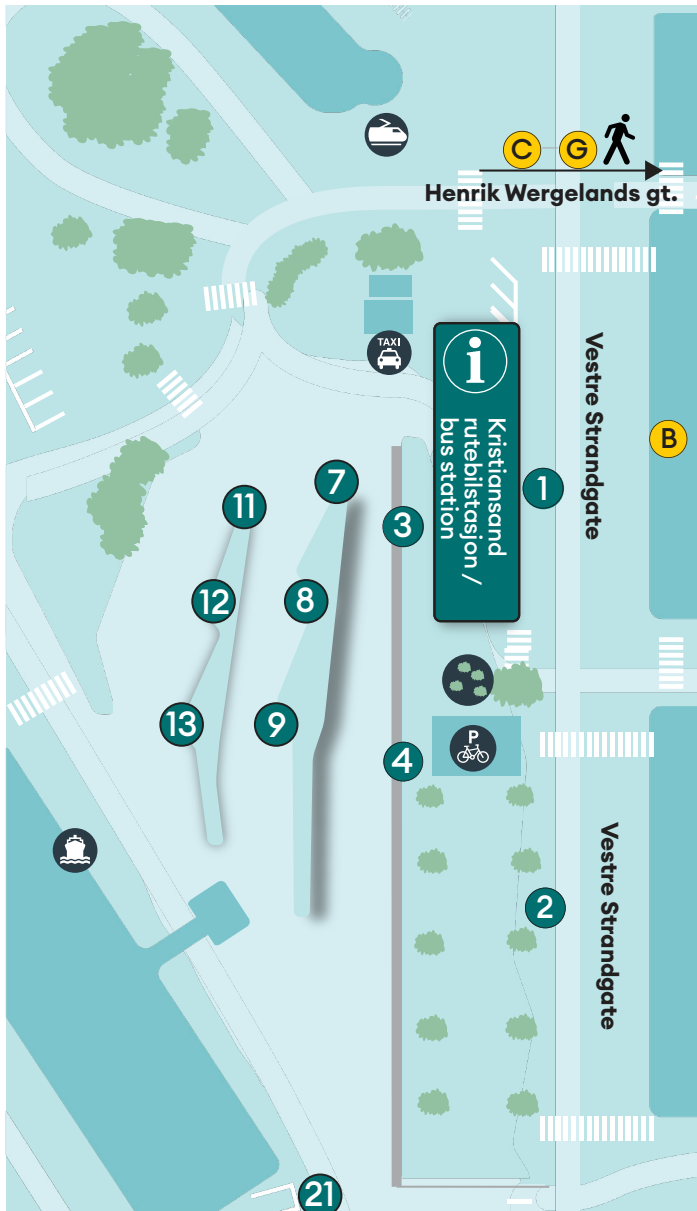 C
G
Henrik Wergelands gt.
TAXI
i
Kristiansand
rutebilstasjon /
bus station
Vestre Strandgate
B
1
3
7
11
8
12
13
9
P
4
2
Vestre Strandgate
21